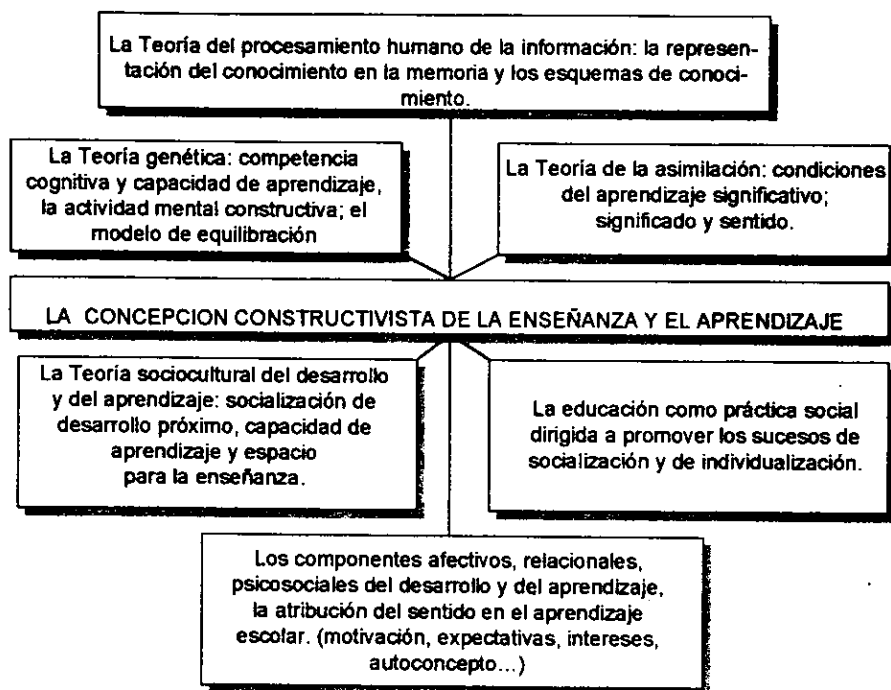 La Teoría del procesamiento humano de la información: la represen-
tación del conocimiento en la memoria y los esquemas de conoci-
miento.
La Teoría genética: competencia
cognitiva y capacidad de aprendizaje,
la actividad mental constructiva; el
modelo de equilibración
La Teoría de la asimilación: condiciones
del aprendizaje significativo;
significado y sentido.
LA CONCEPCION CONSTRUCTIVISTA DE LA ENSEÑANZA Y EL APRENDIZAJE
La Teoría sociocultural del desarrollo
y del aprendizaje: socialización de
desarrollo próximo, capacidad de
aprendizaje y espacio
para la enseñanza.
La educación como práctica social
dirigida a promover los sucesos de
socialización y de individualización.
Los componentes afectivos, relacionales,
psicosociales del desarrollo y del aprendizaje,
la atribución del sentido en el aprendizaje
escolar. (motivación, expectativas, intereses,
autoconcepto...)